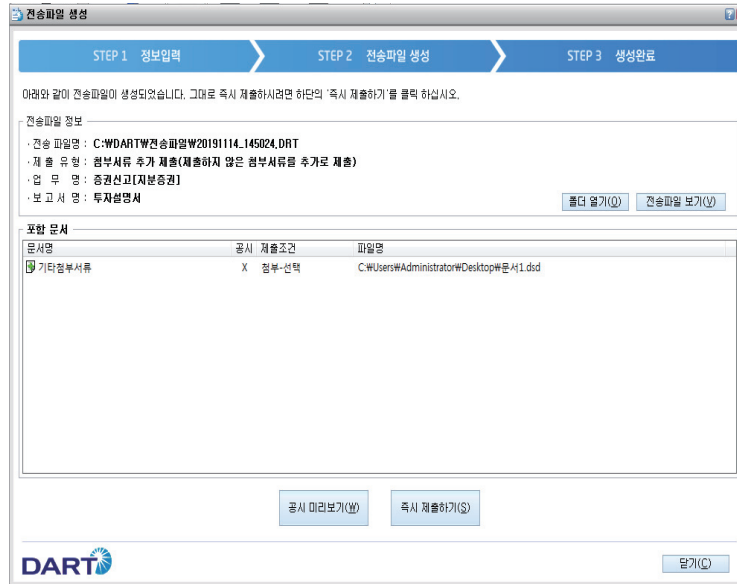 전송파일 생성
STEP 1 정보입력
STEP 2 전송파일 생성
STEP 3 생성완료
아래와 같이 전송파일이 생성되었습니다. 그대로 즉시 제출하시려면 하단의 '즉시 제출하기'를 클릭 하십시오.
전송파일 정보
· 전송 파일명 : C:₩DART₩전송파일₩20191114_145024.DRT
· 제 출 유 형 : 첨부서류 추가 제출(제출하지 않은 첨부서류를 추가로 제출)
· 업 무 명 : 증권신고[지분증권]
· 보 고 서 명 : 투자설명서
폴더 열기(O) 전송파일 보기(V)
포함 문서
문서명 공시 제출조건 파일명
기타첨부서류 X 첨부-선택 C:₩Users₩Administrator₩Desktop₩문서1.dsd
공시 미리보기(W) 즉시 제출하기(S)
DART
닫기(C)